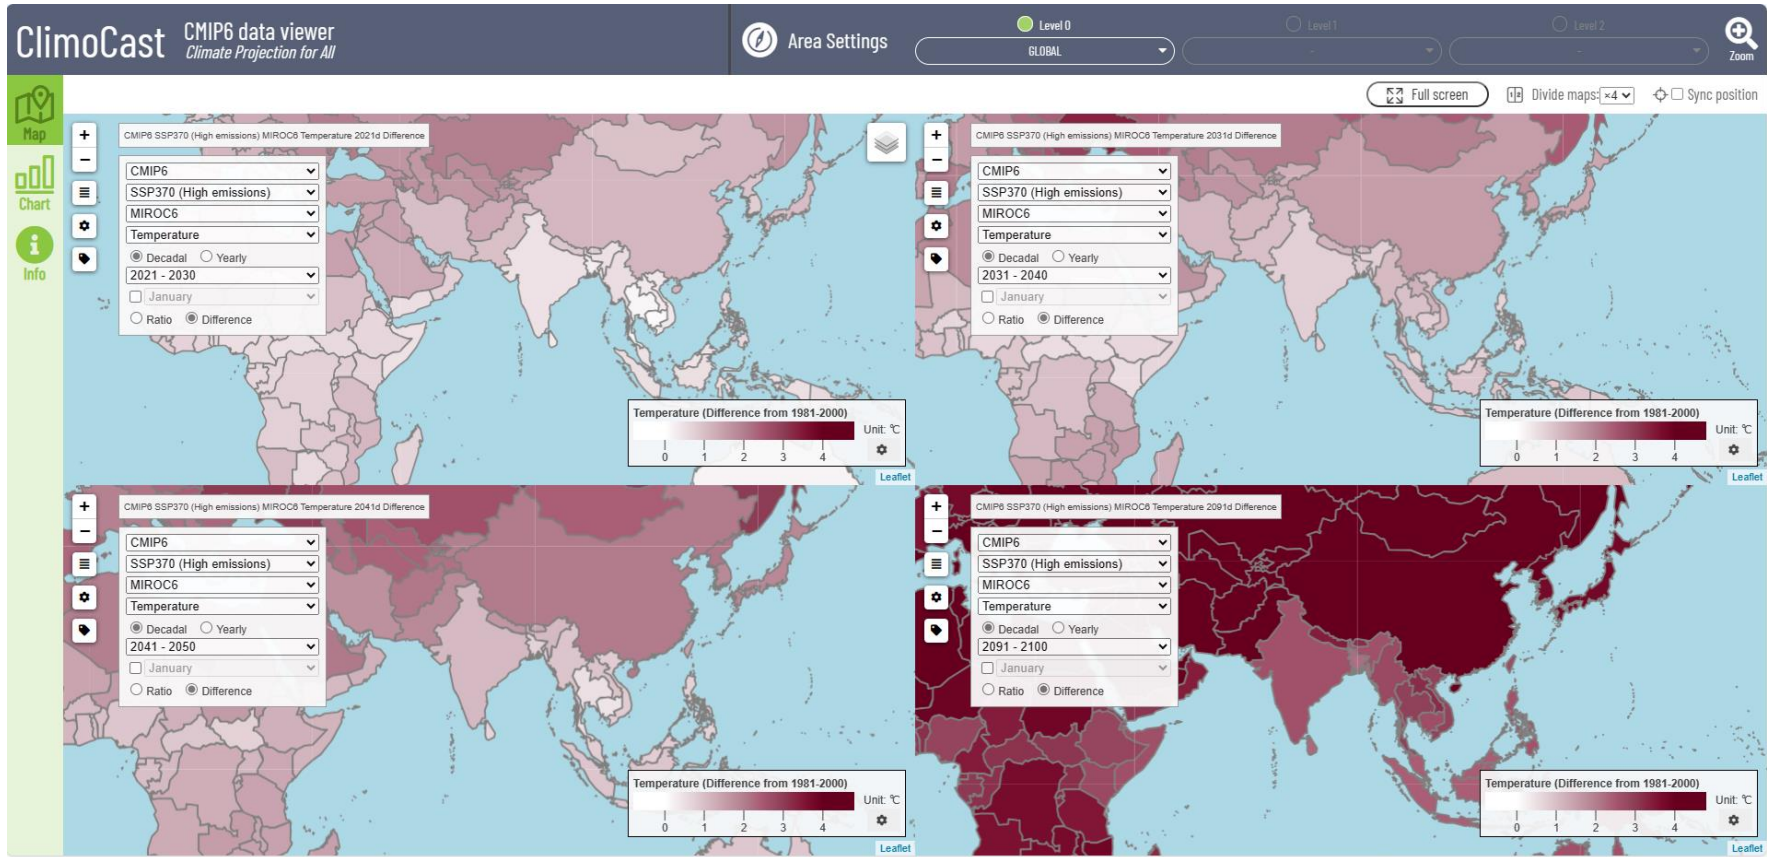 ClimoCast
CMIP6 data viewer
Climate Projection for All
Area Settings
Level 0
GLOBAL
Level 1
-
Level 2
-
Zoom
Map
Chart
Info
Full screen
Divide maps:
×4
Sync position
+
−
CMIP6 SSP370 (High emissions) MIROC6 Temperature 2021d Difference
CMIP6
SSP370 (High emissions)
MIROC6
Temperature
Decadal Yearly
2021 - 2030
January
Ratio Difference
Temperature (Difference from 1981-2000)
Unit: ℃
0 1 2 3 4
Leaflet
+
−
CMIP6 SSP370 (High emissions) MIROC6 Temperature 2031d Difference
CMIP6
SSP370 (High emissions)
MIROC6
Temperature
Decadal Yearly
2031 - 2040
January
Ratio Difference
Temperature (Difference from 1981-2000)
Unit: ℃
0 1 2 3 4
Leaflet
+
−
CMIP6 SSP370 (High emissions) MIROC6 Temperature 2041d Difference
CMIP6
SSP370 (High emissions)
MIROC6
Temperature
Decadal Yearly
2041 - 2050
January
Ratio Difference
Temperature (Difference from 1981-2000)
Unit: ℃
0 1 2 3 4
Leaflet
+
−
CMIP6 SSP370 (High emissions) MIROC6 Temperature 2091d Difference
CMIP6
SSP370 (High emissions)
MIROC6
Temperature
Decadal Yearly
2091 - 2100
January
Ratio Difference
Temperature (Difference from 1981-2000)
Unit: ℃
0 1 2 3 4
Leaflet